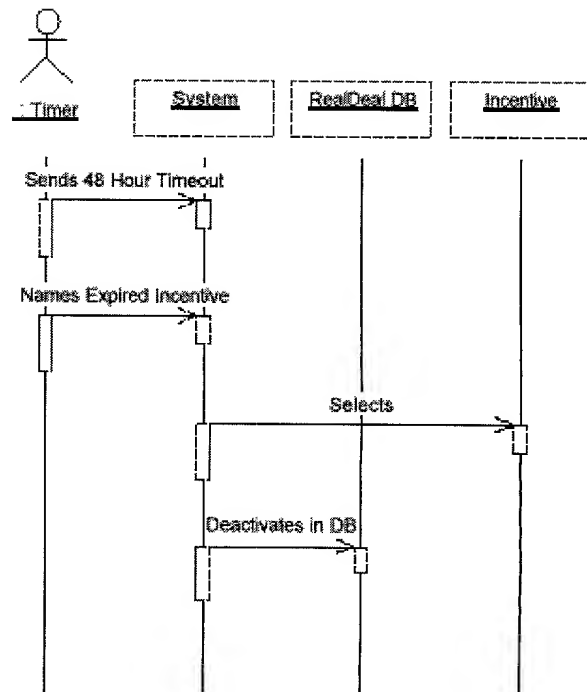 : Timer
System
RealDeal DB
Incentive
Sends 48 Hour Timeout
Names Expired Incentive
Selects
Deactivates in DB